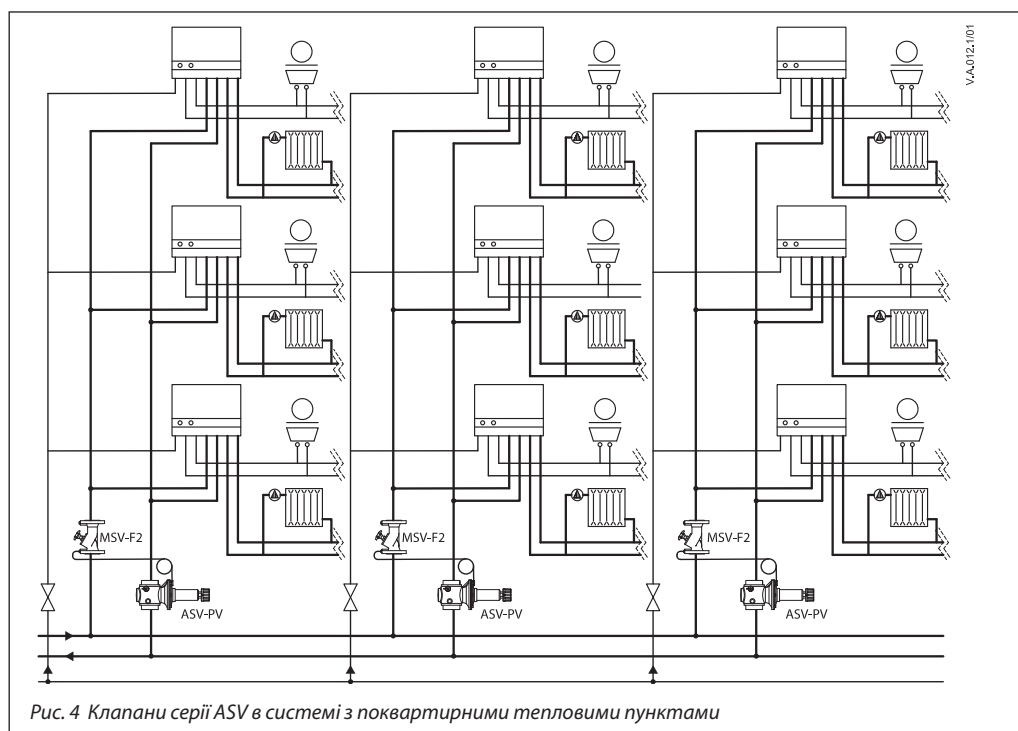 V.A.012.1/01
MSV-F2
MSV-F2
MSV-F2
ASV-PV
ASV-PV
ASV-PV
Рис. 4 Клапани серії ASV в системі з поквартирними тепловими пунктами